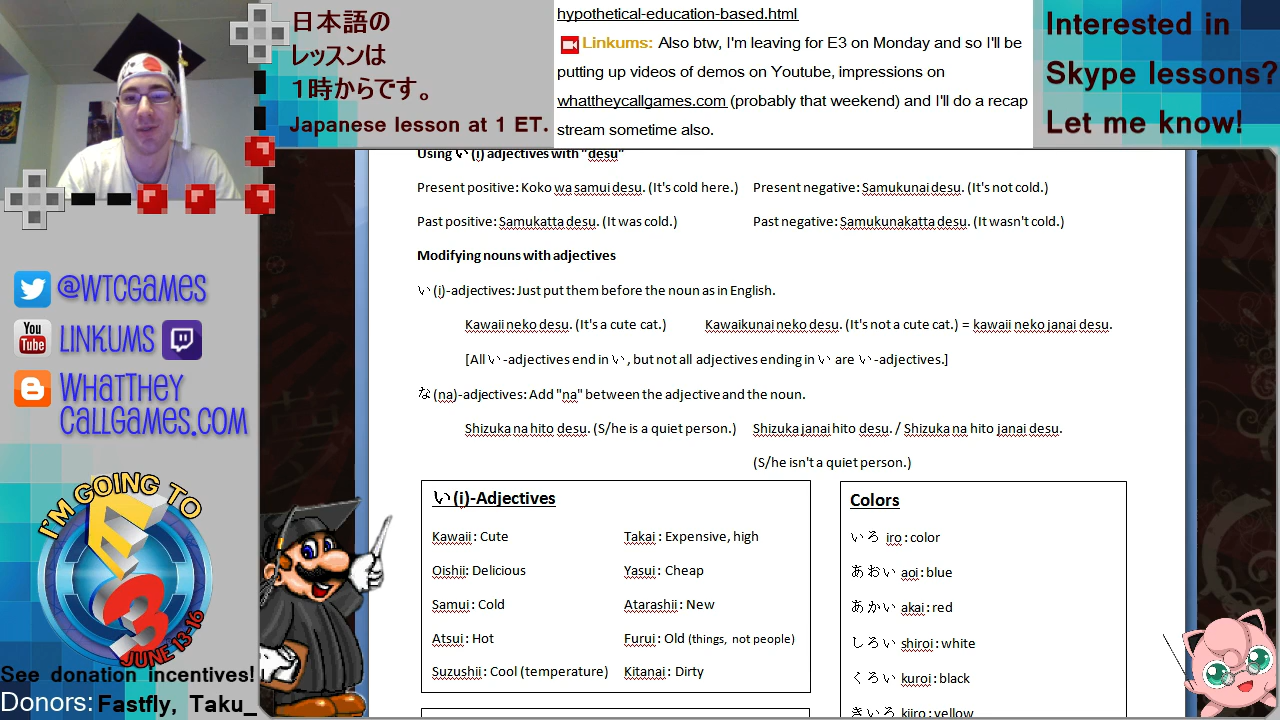 日本語の
レッスンは
１時からです。
Japanese lesson at 1 ET.
hypothetical-education-based.html
Linkums: Also btw, I'm leaving for E3 on Monday and so I'll be
putting up videos of demos on Youtube, impressions on
whattheycallgames.com (probably that weekend) and I'll do a recap
stream sometime also.
Interested in
Skype lessons?
Let me know!
@WTCGames
You Tube
Linkums
WhatThey
CallGames.com
I'M GOING TO
E3
JUNE 13-16
See donation incentives!
Donors: Fastfly, Taku_
Using い (i) adjectives with "desu"
Present positive: Koko wa samui desu. (It's cold here.) Present negative: Samukunai desu. (It's not cold.)
Past positive: Samukatta desu. (It was cold.) Past negative: Samukunakatta desu. (It wasn't cold.)
Modifying nouns with adjectives
い (i)-adjectives: Just put them before the noun as in English.
Kawaii neko desu. (It's a cute cat.) Kawaikunai neko desu. (It's not a cute cat.) = kawaii neko janai desu.
[All い -adjectives end in い, but not all adjectives ending in い are い -adjectives.]
な (na)-adjectives: Add "na" between the adjective and the noun.
Shizuka na hito desu. (S/he is a quiet person.) Shizuka janai hito desu. / Shizuka na hito janai desu.
(S/he isn't a quiet person.)
い (i)-Adjectives
Kawaii : Cute Takai : Expensive, high
Oishii: Delicious Yasui : Cheap
Samui : Cold Atarashii : New
Atsui : Hot Furui : Old (things, not people)
Suzushii : Cool (temperature) Kitanai : Dirty
Colors
いろ iro : color
あおい aoi : blue
あかい akai : red
しろい shiroi : white
くろい kuroi : black
きいろ kiiro : yellow